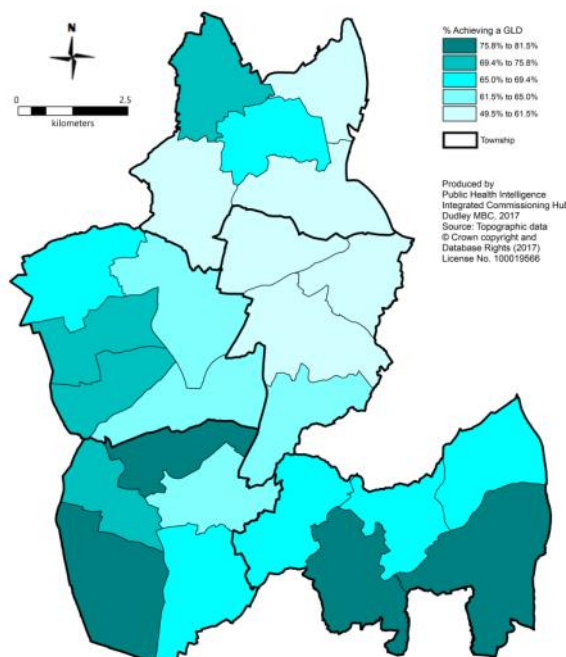 N
0 2.5
kilometers
% Achieving a GLD
75.8% to 81.5%
69.4% to 75.8%
65.0% to 69.4%
61.5% to 65.0%
49.5% to 61.5%
Township
Produced by
Public Health Intelligence
Integrated Commissioning Hub
Dudley MBC, 2017
Source: Topographic data
© Crown copyright and
Database Rights (2017)
License No. 100019566